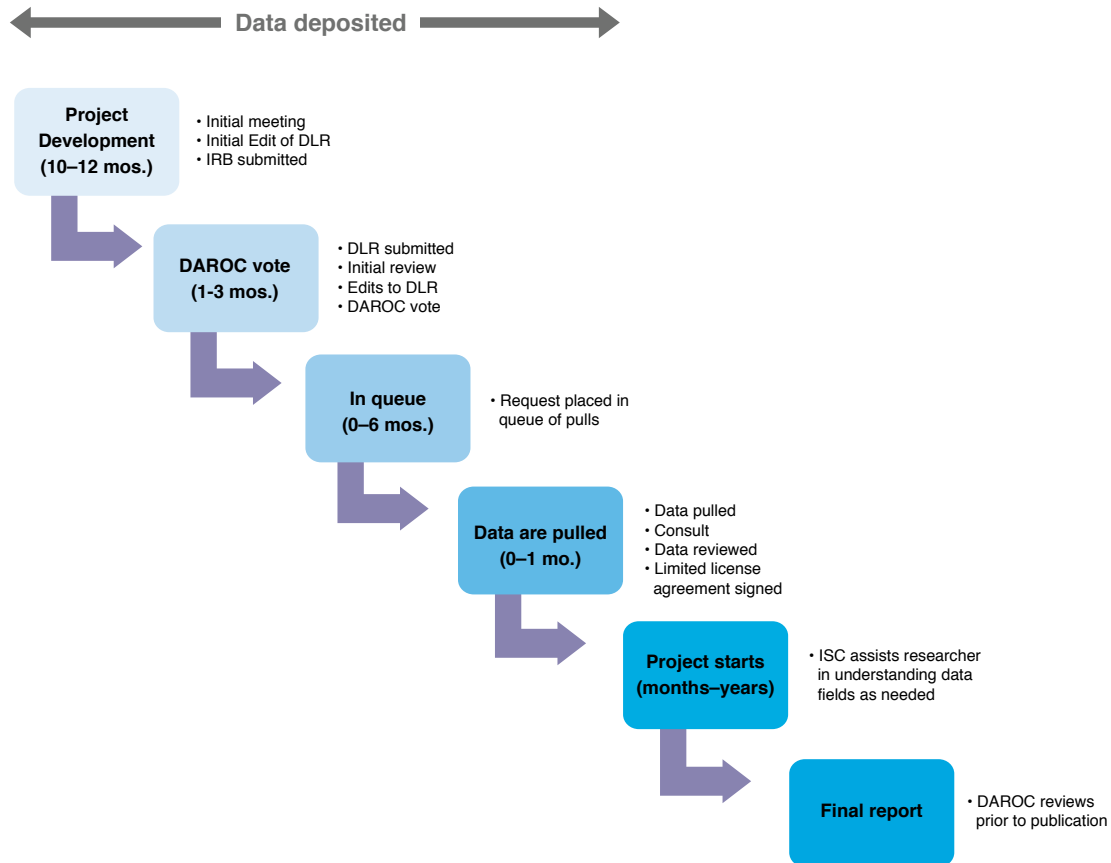 Data deposited
Project
Development
(10–12 mos.)
• Initial meeting
• Initial Edit of DLR
• IRB submitted
DAROC vote
(1-3 mos.)
• DLR submitted
• Initial review
• Edits to DLR
• DAROC vote
In queue
(0–6 mos.)
• Request placed in
queue of pulls
Data are pulled
(0–1 mo.)
• Data pulled
• Consult
• Data reviewed
• Limited license
agreement signed
Project starts
(months–years)
• ISC assists researcher
in understanding data
fields as needed
Final report
• DAROC reviews
prior to publication